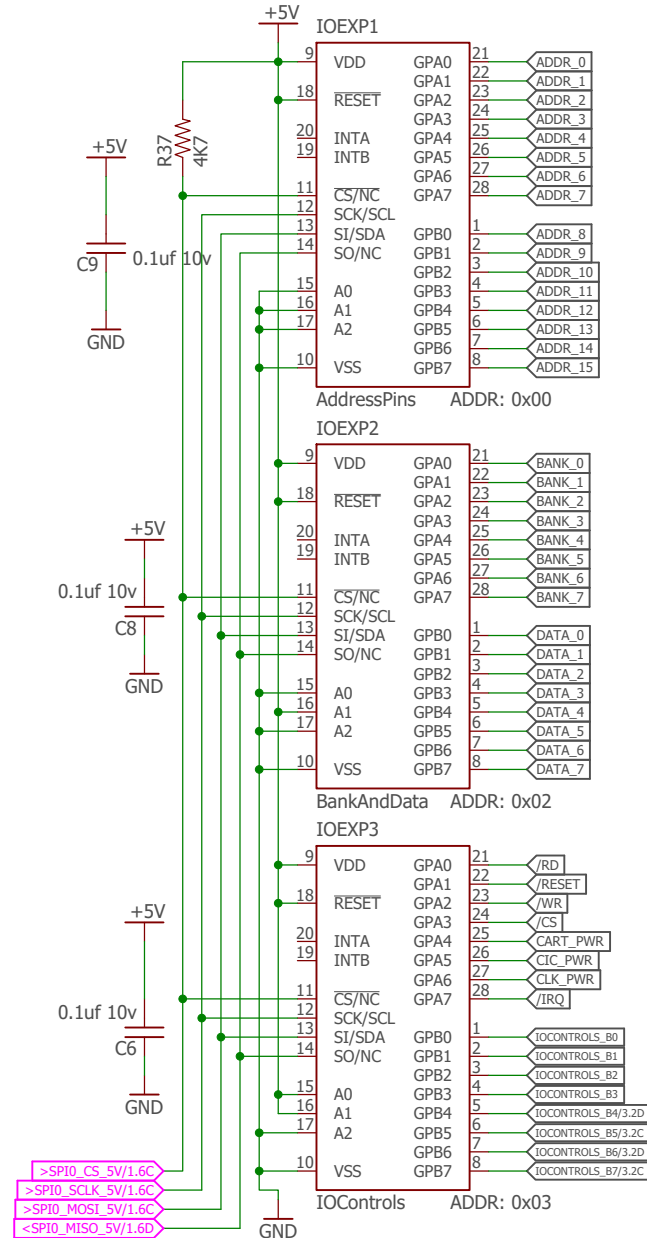 +5V
IOEXP1
9 VDD GPA0 21 ADDR_0
GPA1 22 ADDR_1
18 RESET GPA2 23 ADDR_2
GPA3 24 ADDR_3
20 INTA GPA4 25 ADDR_4
19 INTB GPA5 26 ADDR_5
GPA6 27 ADDR_6
11 CS/NC GPA7 28 ADDR_7
12 SCK/SCL
13 SI/SDA GPB0 1 ADDR_8
14 SO/NC GPB1 2 ADDR_9
GPB2 3 ADDR_10
15 A0 GPB3 4 ADDR_11
16 A1 GPB4 5 ADDR_12
17 A2 GPB5 6 ADDR_13
GPB6 7 ADDR_14
10 VSS GPB7 8 ADDR_15
AddressPins ADDR: 0x00
R37
4K7
+5V
C9 0.1uf 10v
GND
IOEXP2
9 VDD GPA0 21 BANK_0
GPA1 22 BANK_1
18 RESET GPA2 23 BANK_2
GPA3 24 BANK_3
20 INTA GPA4 25 BANK_4
19 INTB GPA5 26 BANK_5
GPA6 27 BANK_6
11 CS/NC GPA7 28 BANK_7
12 SCK/SCL
13 SI/SDA GPB0 1 DATA_0
14 SO/NC GPB1 2 DATA_1
GPB2 3 DATA_2
15 A0 GPB3 4 DATA_3
16 A1 GPB4 5 DATA_4
17 A2 GPB5 6 DATA_5
GPB6 7 DATA_6
10 VSS GPB7 8 DATA_7
BankAndData ADDR: 0x02
+5V
0.1uf 10v
C8
GND
IOEXP3
9 VDD GPA0 21 /RD
GPA1 22 /RESET
18 RESET GPA2 23 /WR
GPA3 24 /CS
20 INTA GPA4 25 CART_PWR
19 INTB GPA5 26 CIC_PWR
GPA6 27 CLK_PWR
11 CS/NC GPA7 28 /IRQ
12 SCK/SCL
13 SI/SDA GPB0 1 IOCONTROLS_B0
14 SO/NC GPB1 2 IOCONTROLS_B1
GPB2 3 IOCONTROLS_B2
15 A0 GPB3 4 IOCONTROLS_B3
16 A1 GPB4 5 IOCONTROLS_B4/3.2D
17 A2 GPB5 6 IOCONTROLS_B5/3.2C
GPB6 7 IOCONTROLS_B6/3.2D
10 VSS GPB7 8 IOCONTROLS_B7/3.2C
IOControls ADDR: 0x03
+5V
0.1uf 10v
C6
GND
>SPI0_CS_5V/1.6C
>SPI0_SCLK_5V/1.6C
>SPI0_MOSI_5V/1.6C
<SPI0_MISO_5V/1.6D
GND